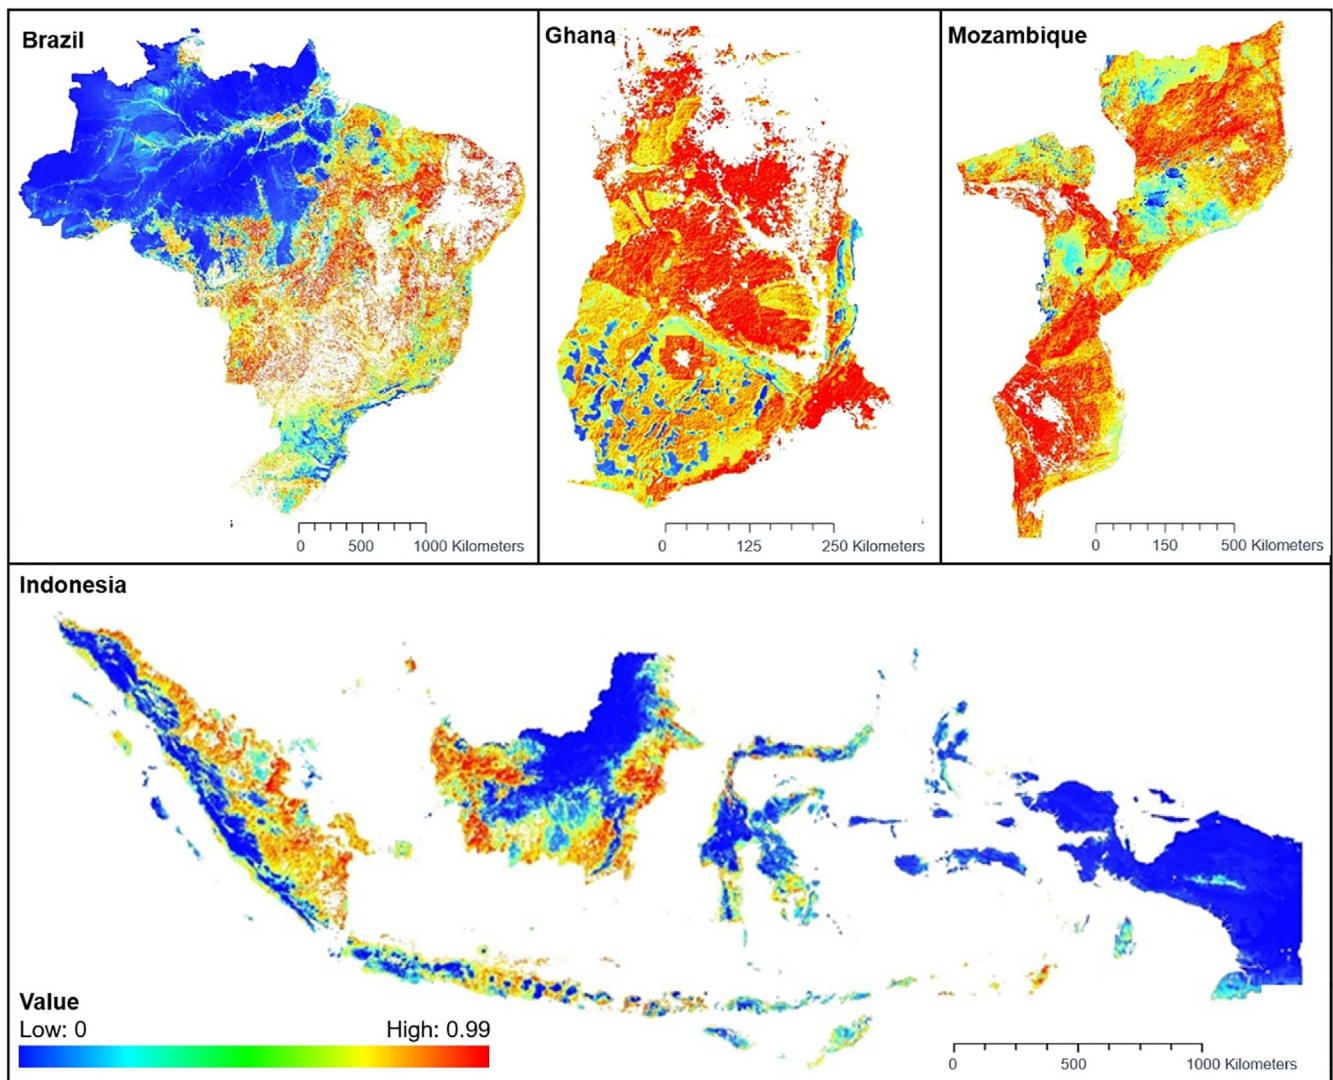 Brazil
0 500 1000 Kilometers
Ghana
0 125 250 Kilometers
Mozambique
0 150 500 Kilometers
Indonesia
Value
Low: 0 High: 0.99
0 500 1000 Kilometers